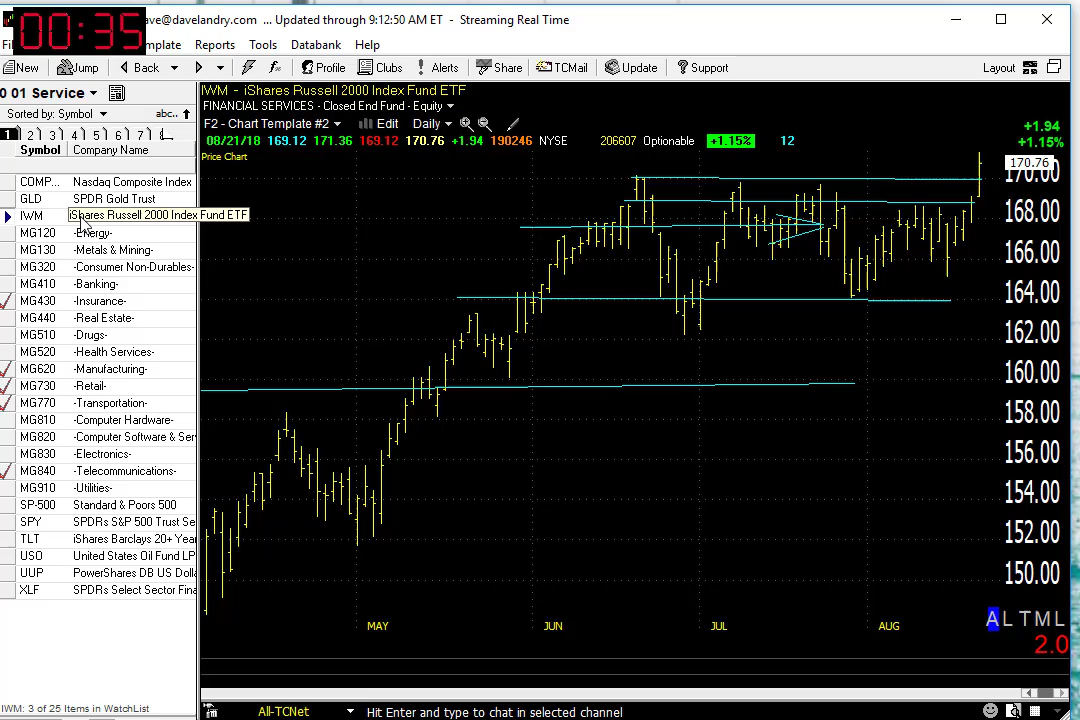 00:35
ave@davelandry.com ... Updated through 9:12:50 AM ET - Streaming Real Time
mplate Reports Tools Databank Help
New Jump Back Profile Clubs Alerts Share TCMail Update Support Layout
01 Service
Sorted by: Symbol abc..
1 2 3 4 5 6 7
Symbol Company Name
COMP... Nasdaq Composite Index
GLD SPDR Gold Trust
IWM iShares Russell 2000 Index Fund ETF
MG120 -Energy-
MG130 -Metals & Mining-
MG320 -Consumer Non-Durables-
MG410 -Banking-
MG430 -Insurance-
MG440 -Real Estate-
MG510 -Drugs-
MG520 -Health Services-
MG620 -Manufacturing-
MG730 -Retail-
MG770 -Transportation-
MG810 -Computer Hardware-
MG820 -Computer Software & Ser
MG830 -Electronics-
MG840 -Telecommunications-
MG910 -Utilities-
SP-500 Standard & Poors 500
SPY SPDRs S&P 500 Trust Se
TLT iShares Barclays 20+ Yea
USO United States Oil Fund LP
UUP PowerShares DB US Dolla
XLF SPDRs Select Sector Fina
IWM: 3 of 25 Items in WatchList
IWM - iShares Russell 2000 Index Fund ETF
FINANCIAL SERVICES - Closed End Fund - Equity
F2 - Chart Template #2 Edit Daily
08/21/18 169.12 171.36 169.12 170.76 +1.94 190246 NYSE 206607 Optionable +1.15% 12
Price Chart
+1.94
+1.15%
170.76
170.00
168.00
166.00
164.00
162.00
160.00
158.00
156.00
154.00
152.00
150.00
MAY JUN JUL AUG
A L T M L
2.0
All-TCNet Hit Enter and type to chat in selected channel